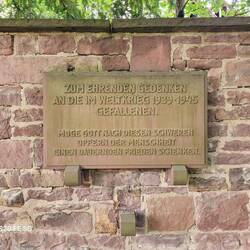 ZUM EHRENDEN GEDENKEN
AN DIE IM WELTKRIEG 1939-1945
GEFALLENEN.
MÖGE GOTT NACH DIESEN SCHWEREN
OPFERN DER MENSCHHEIT
EINEN DAUERNDEN FRIEDEN SCHENKEN.